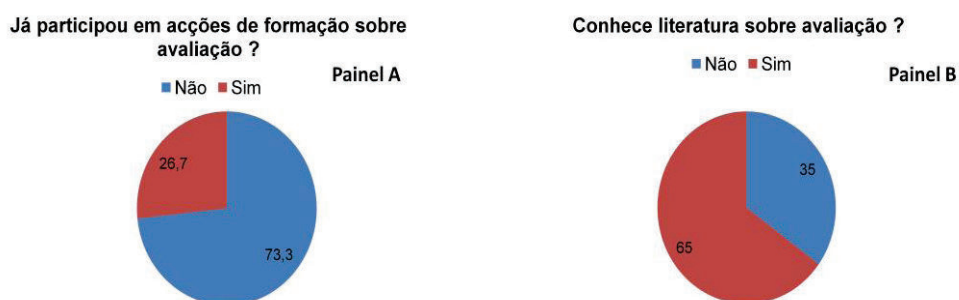 Já participou em acções de formação sobre
avaliação ?
Não Sim
Painel A
26,7
73,3
Conhece literatura sobre avaliação ?
Não Sim
Painel B
35
65